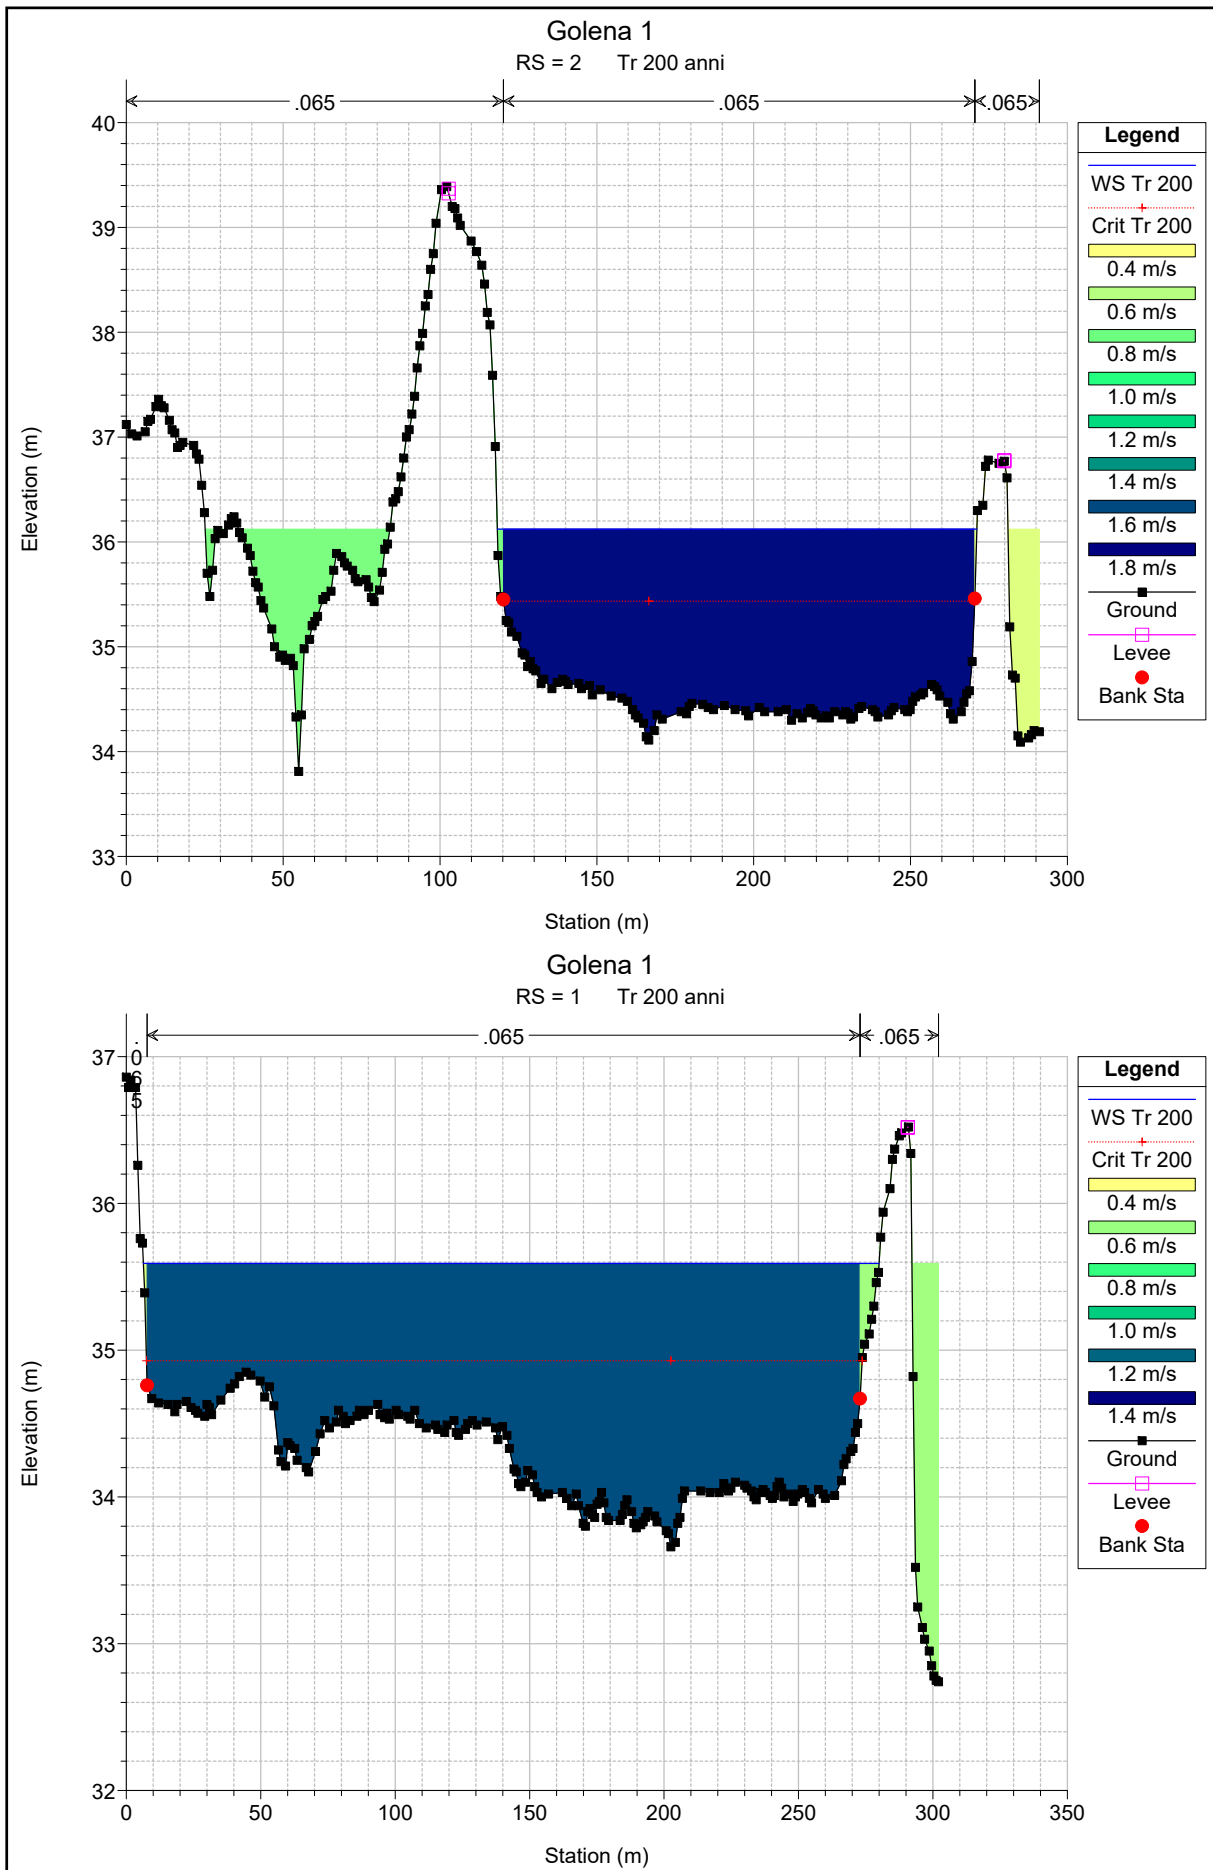 Golena 1
RS = 2 Tr 200 anni
.065 .065 .065
40
39
38
37
36
35
34
33
Elevation (m)
0 50 100 150 200 250 300
Station (m)
Legend
WS Tr 200
Crit Tr 200
0.4 m/s
0.6 m/s
0.8 m/s
1.0 m/s
1.2 m/s
1.4 m/s
1.6 m/s
1.8 m/s
Ground
Levee
Bank Sta
Golena 1
RS = 1 Tr 200 anni
.065 .065 .065
37
36
35
34
33
32
Elevation (m)
0 50 100 150 200 250 300 350
Station (m)
Legend
WS Tr 200
Crit Tr 200
0.4 m/s
0.6 m/s
0.8 m/s
1.0 m/s
1.2 m/s
1.4 m/s
Ground
Levee
Bank Sta